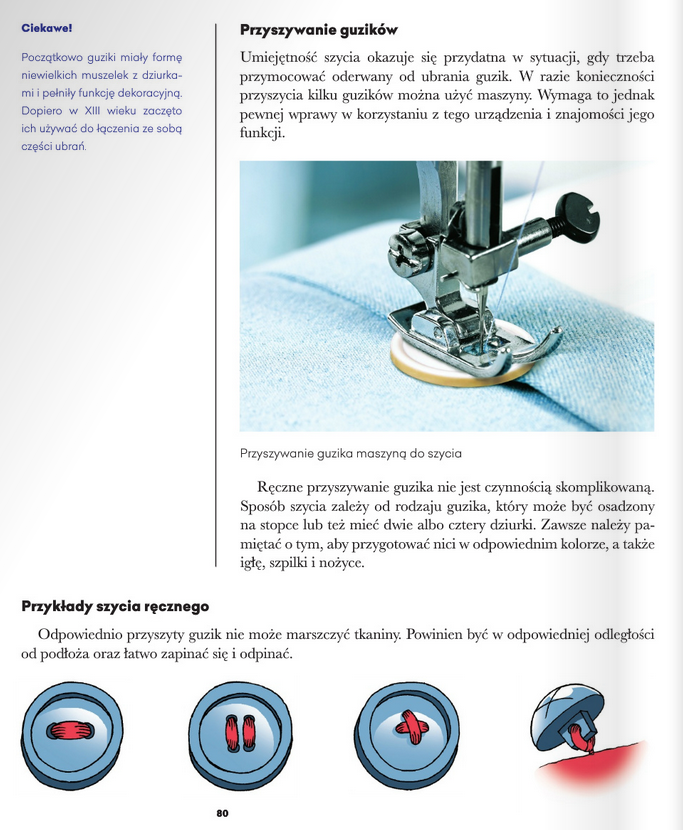 Ciekawe!
Początkowo guziki miały formę
niewielkich muszelek z dziurka-
mi i pełniły funkcję dekoracyjną.
Dopiero w XIII wieku zaczęto
ich używać do łączenia ze sobą
części ubrań.
Przyszywanie guzików
Umiejętność szycia okazuje się przydatna w sytuacji, gdy trzeba
przymocować oderwany od ubrania guzik. W razie konieczności
przyszycia kilku guzików można użyć maszyny. Wymaga to jednak
pewnej wprawy w korzystaniu z tego urządzenia i znajomości jego
funkcji.
Przyszywanie guzika maszyną do szycia
Ręczne przyszywanie guzika nie jest czynnością skomplikowaną.
Sposób szycia zależy od rodzaju guzika, który może być osadzony
na stopce lub też mieć dwie albo cztery dziurki. Zawsze należy pa-
miętać o tym, aby przygotować nici w odpowiednim kolorze, a także
igłę, szpilki i nożyce.
Przykłady szycia ręcznego
Odpowiednio przyszyty guzik nie może marszczyć tkaniny. Powinien być w odpowiedniej odległości
od podłoża oraz łatwo zapinać się i odpinać.
80